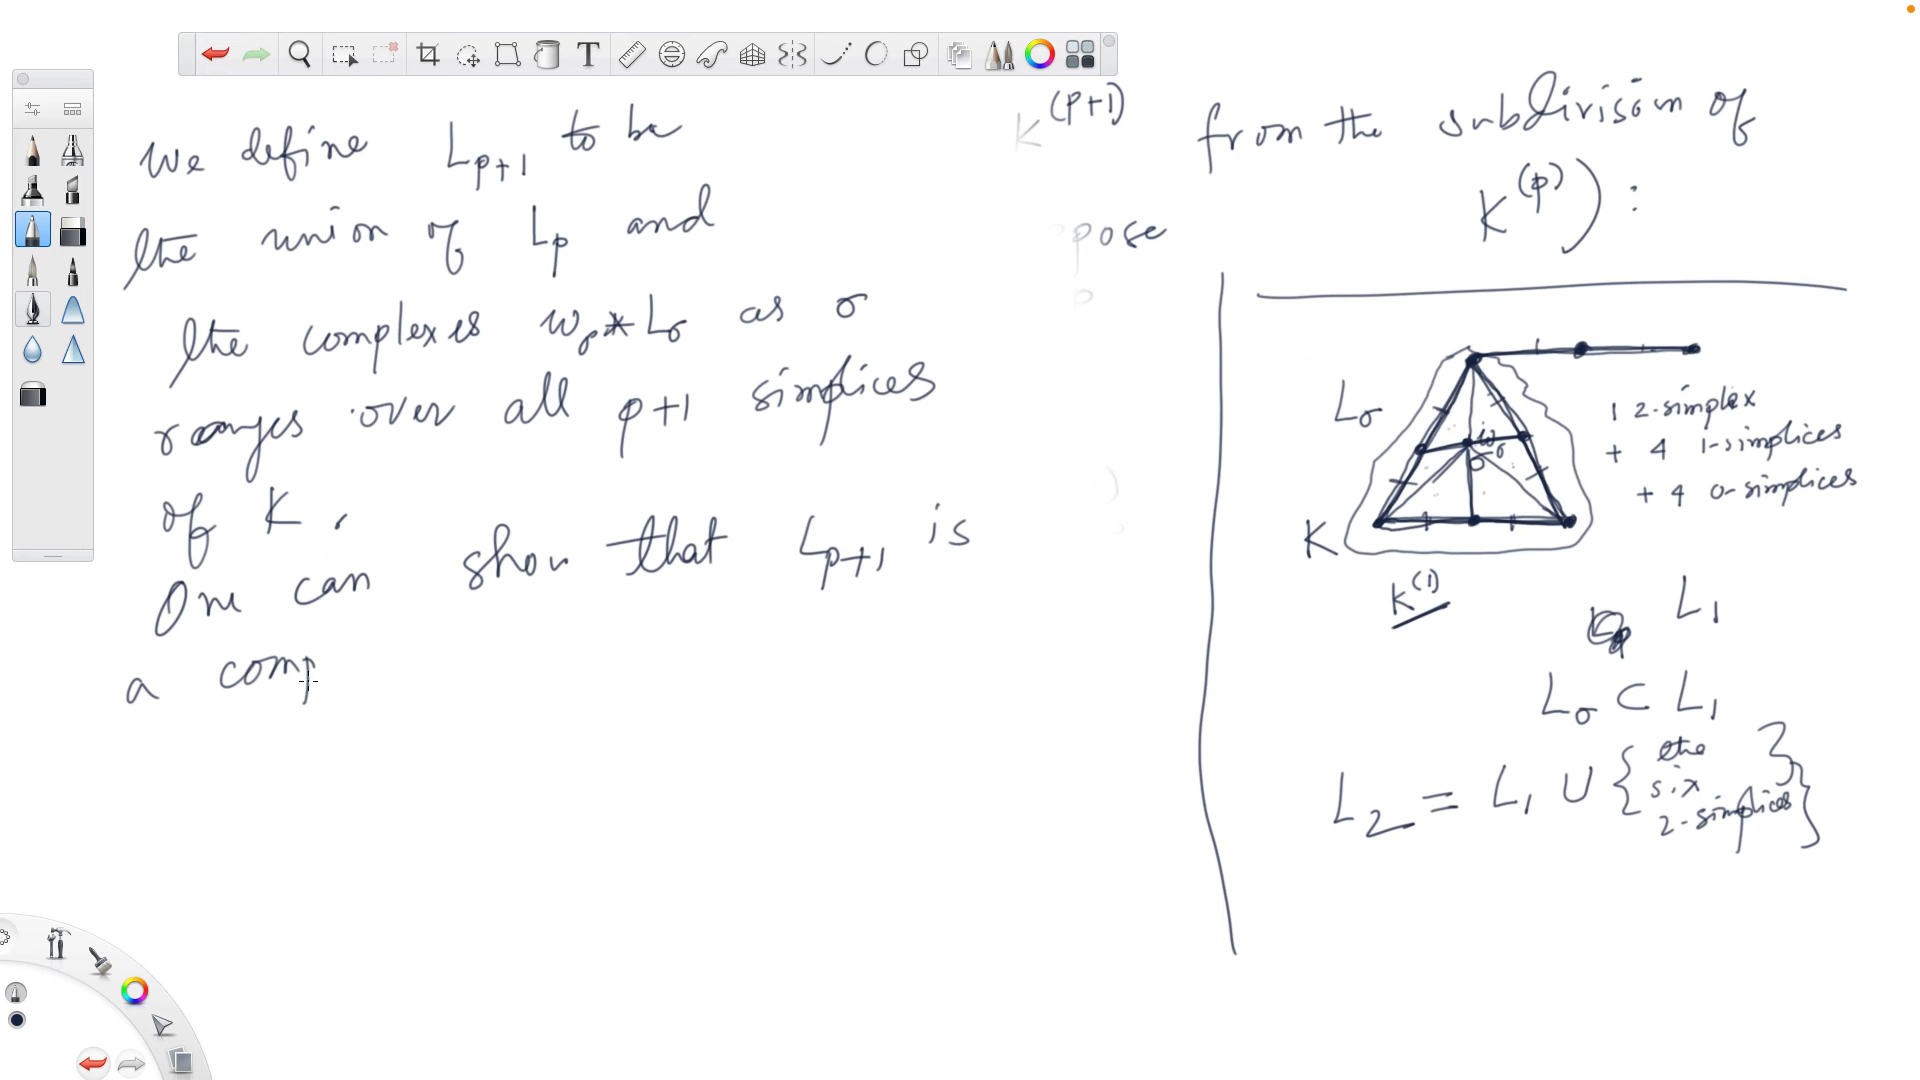 We define L_{p+1} to be
the union of L_p and
the complexes w_σ * L_σ as σ
ranges over all p+1 simplices
of K.
One can show that L_{p+1} is
a comp
K^{(p+1)}
ppose
p
from the subdivision of
K^{(p)}) :
L_σ
w_σ
σ
1 2-simplex
+ 4 1-simplices
+ 4 0-simplices
K
K^{(1)}
L_1
L_σ ⊂ L_1
L_2 = L_1 ∪ { the
six
2-simplices }
T